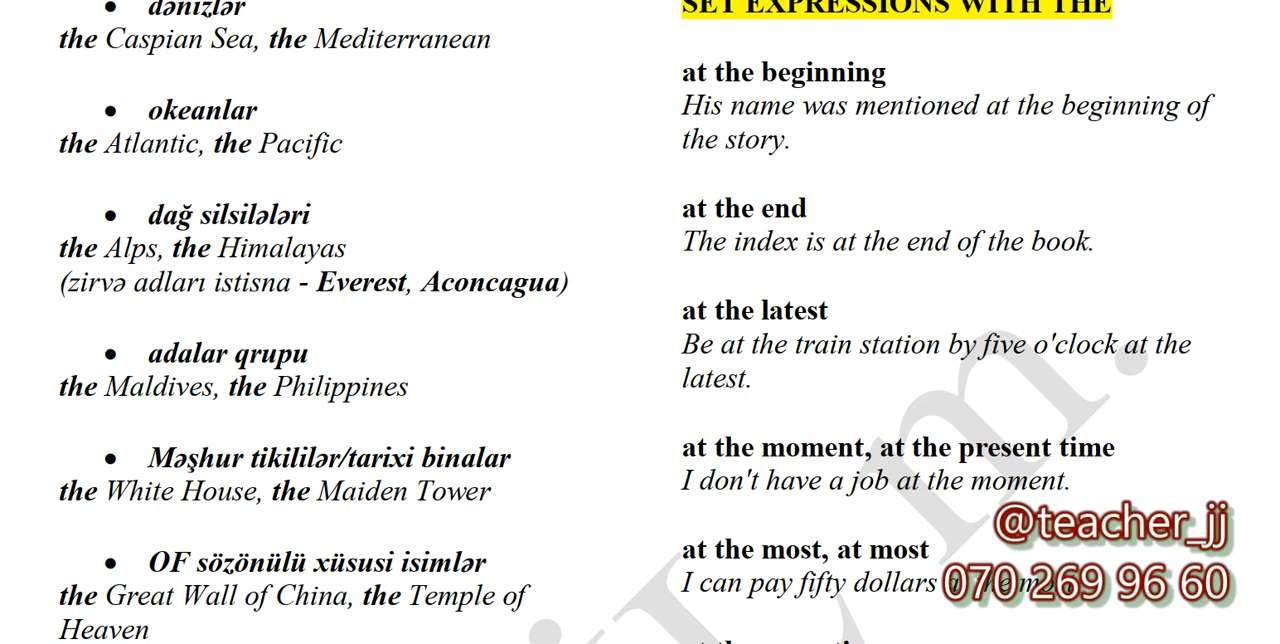 • dənizlər
the Caspian Sea, the Mediterranean
• okeanlar
the Atlantic, the Pacific
• dağ silsilələri
the Alps, the Himalayas
(zirvə adları istisna - Everest, Aconcagua)
• adalar qrupu
the Maldives, the Philippines
• Məşhur tikililər/tarixi binalar
the White House, the Maiden Tower
• OF sözönülü xüsusi isimlər
the Great Wall of China, the Temple of
Heaven
SET EXPRESSIONS WITH THE
at the beginning
His name was mentioned at the beginning of
the story.
at the end
The index is at the end of the book.
at the latest
Be at the train station by five o'clock at the
latest.
at the moment, at the present time
I don't have a job at the moment.
at the most, at most
I can pay fifty dollars
@teacher_jj
070 269 96 60